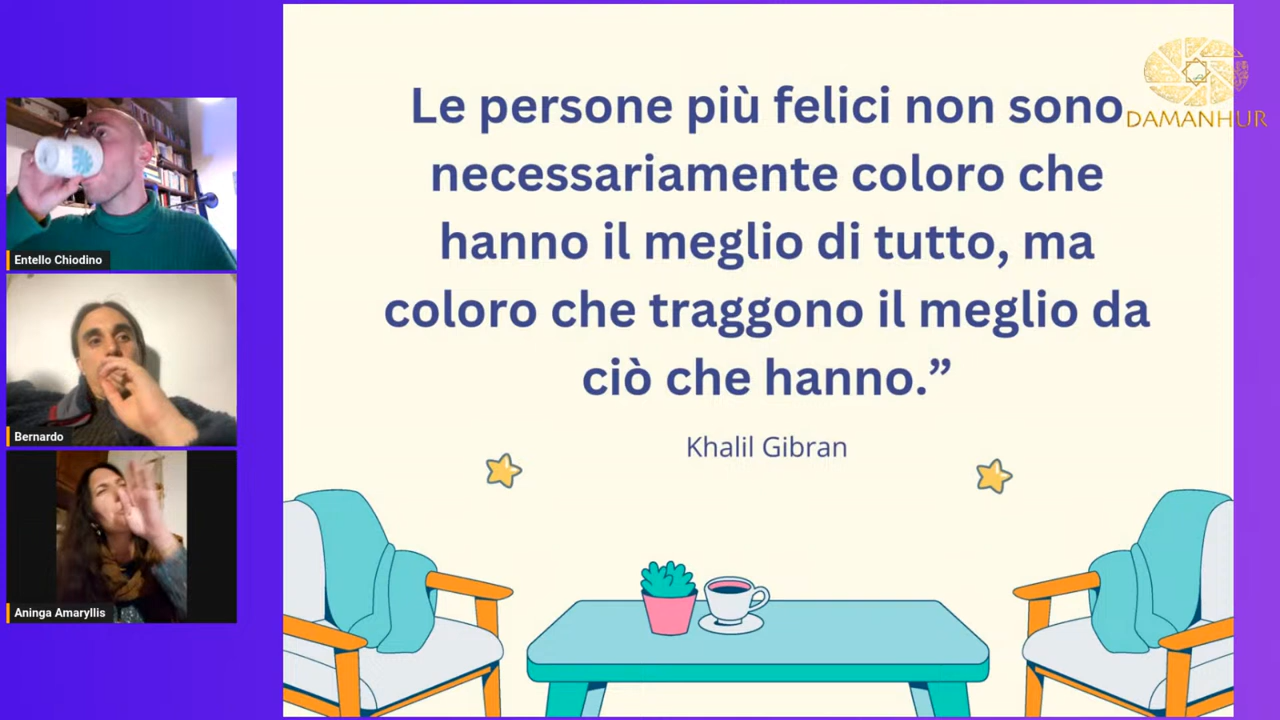 Le persone più felici non sono
necessariamente coloro che
hanno il meglio di tutto, ma
coloro che traggono il meglio da
ciò che hanno.”
Khalil Gibran
DAMANHUR
Entello Chiodino
Bernardo
Aninga Amaryllis